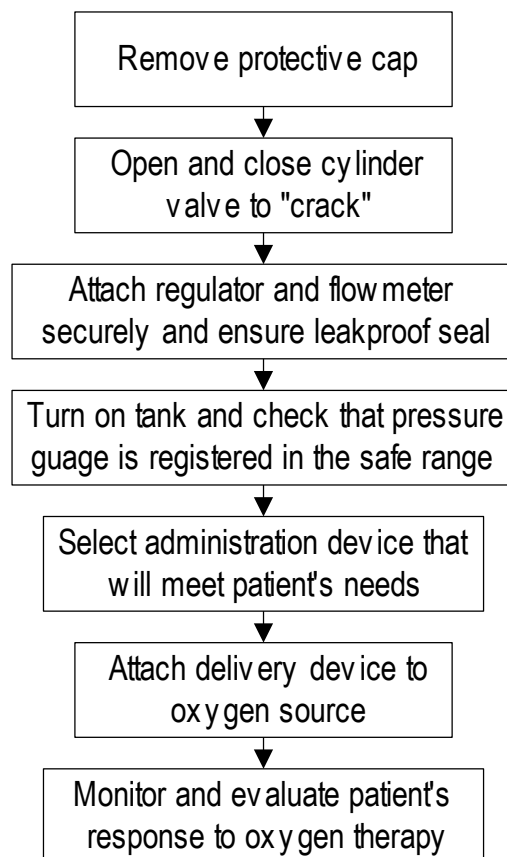 Remove protective cap
Open and close cylinder
valve to "crack"
Attach regulator and flowmeter
securely and ensure leakproof seal
Turn on tank and check that pressure
guage is registered in the safe range
Select administration device that
will meet patient's needs
Attach delivery device to
oxygen source
Monitor and evaluate patient's
response to oxygen therapy